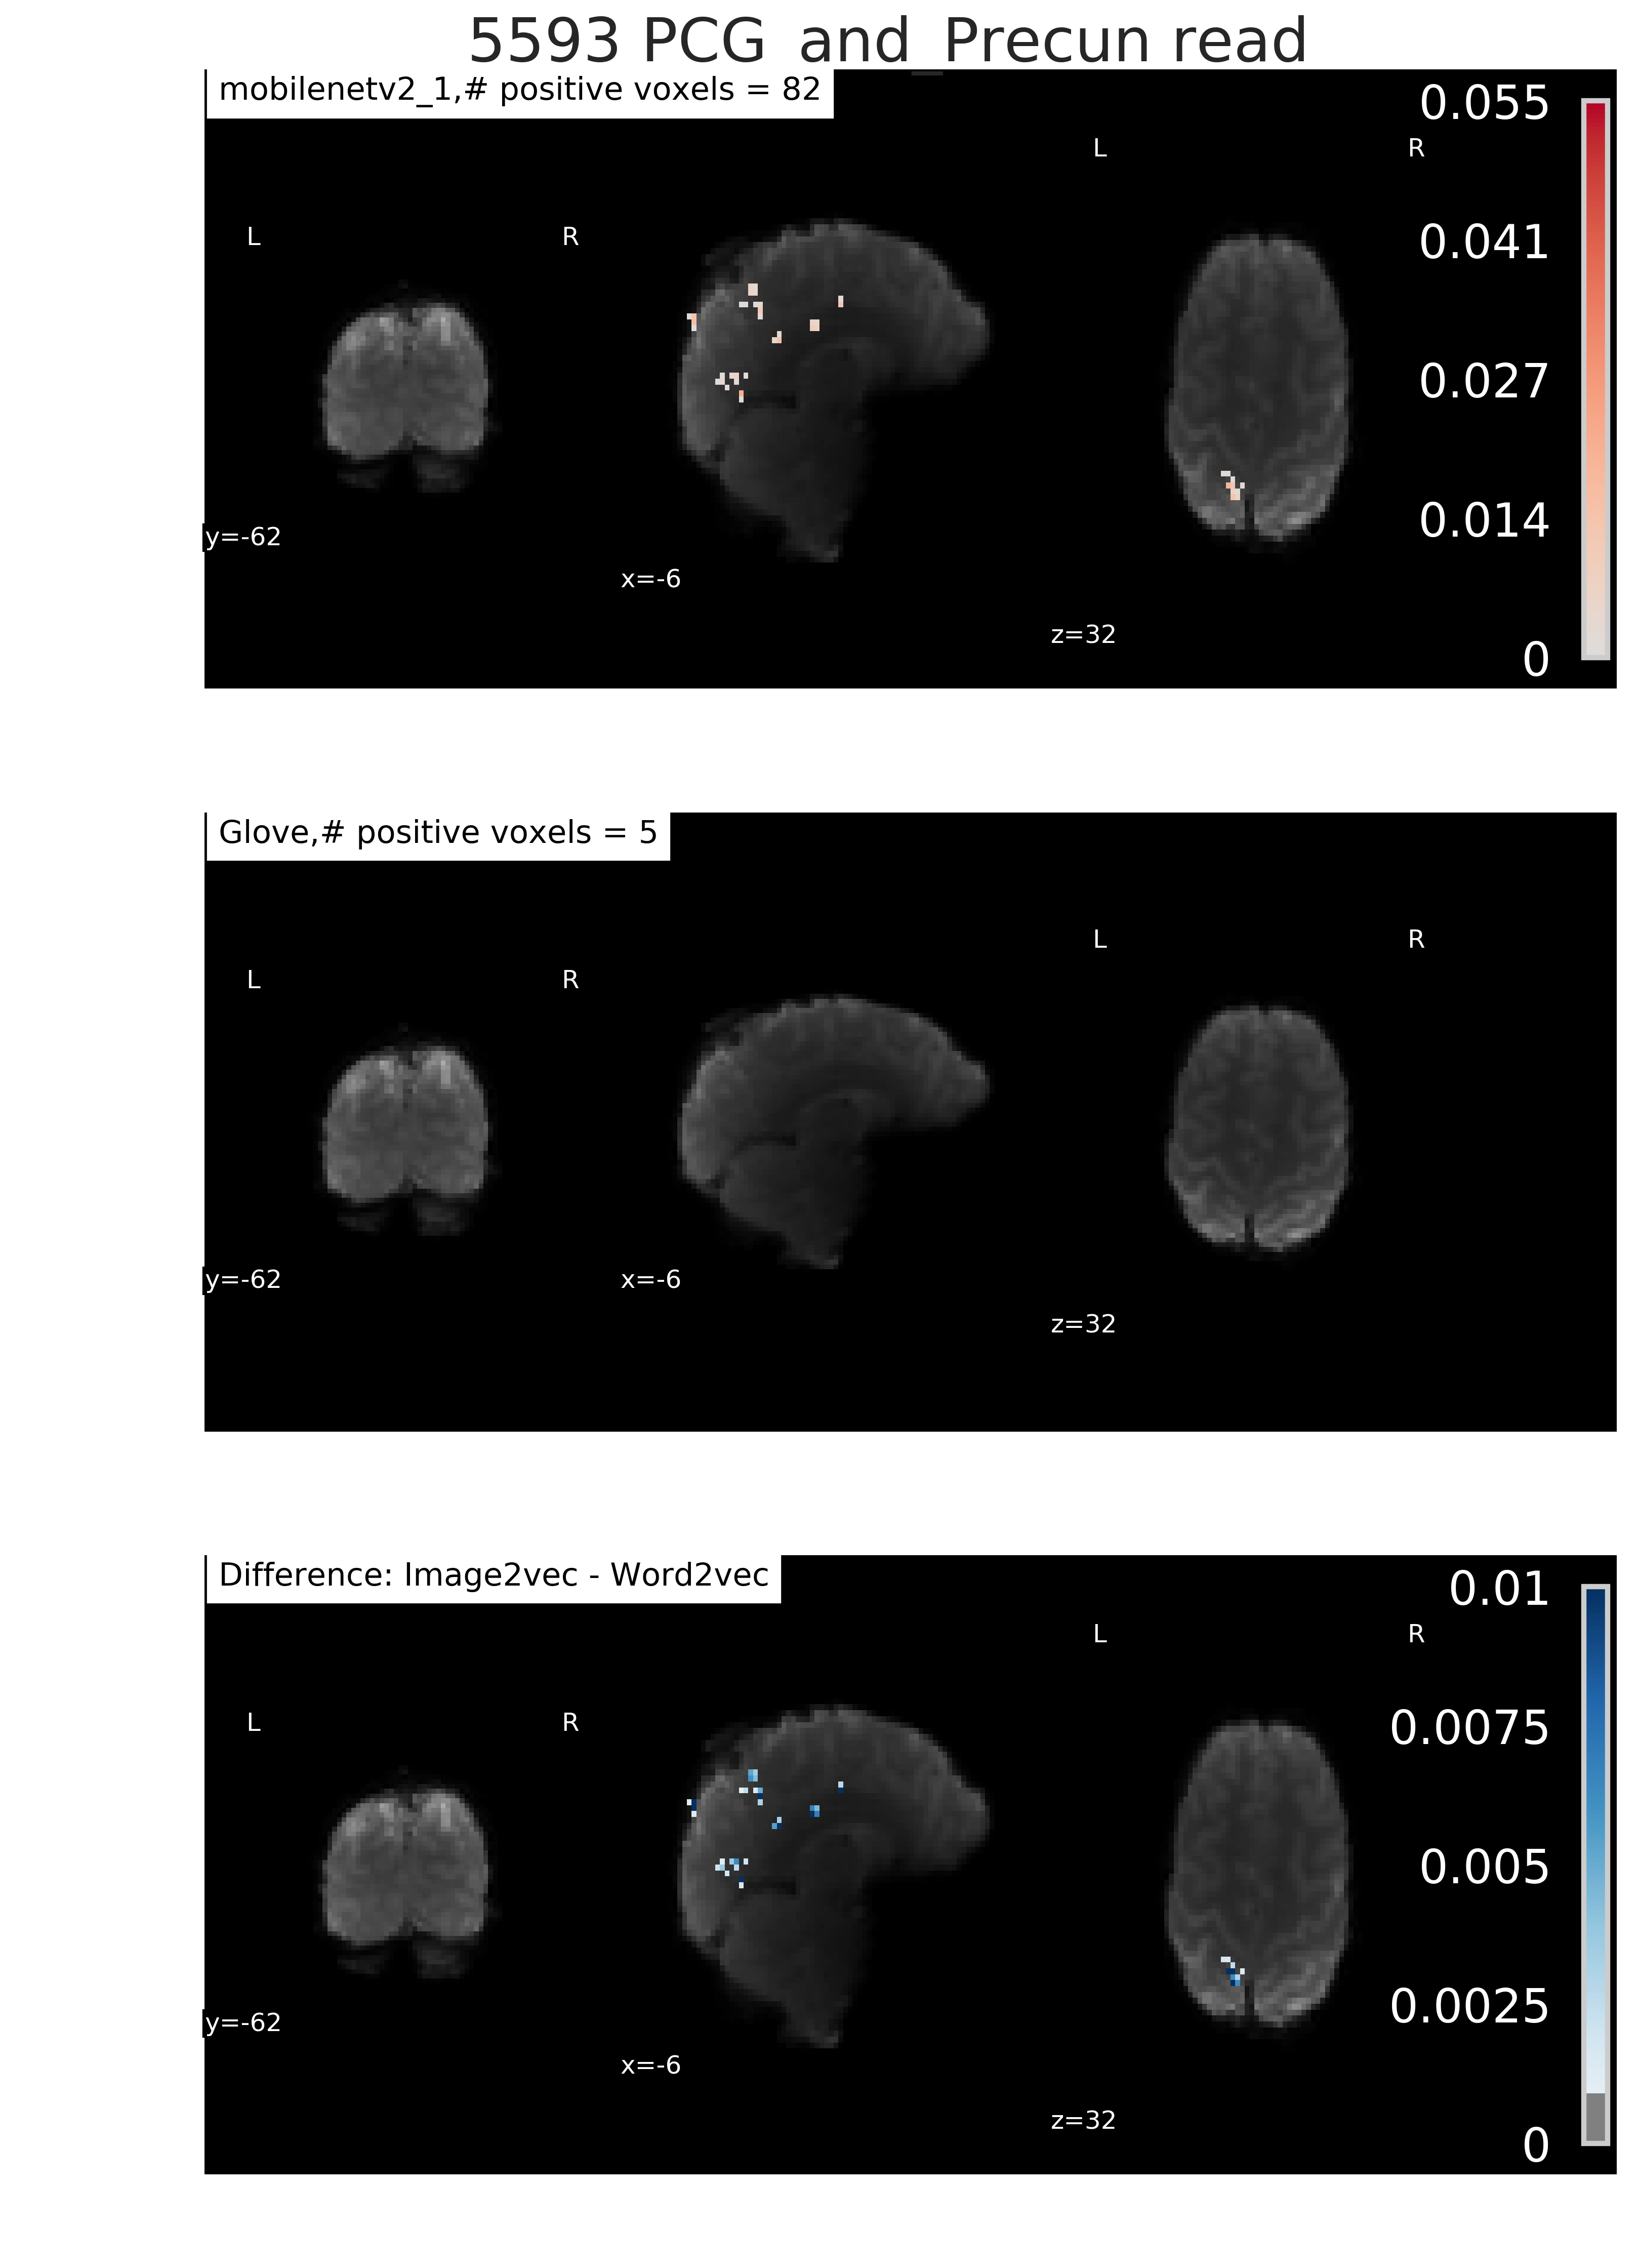 5593 PCG_and_Precun read
mobilenetv2_1,# positive voxels = 82
0.055
L
R
0.041
L
R
0.027
0.014
y=-62
x=-6
z=32
0
Glove,# positive voxels = 5
L
R
L
R
y=-62
x=-6
z=32
Difference: Image2vec - Word2vec
0.01
L
R
L
R
0.0075
0.005
0.0025
y=-62
x=-6
z=32
0